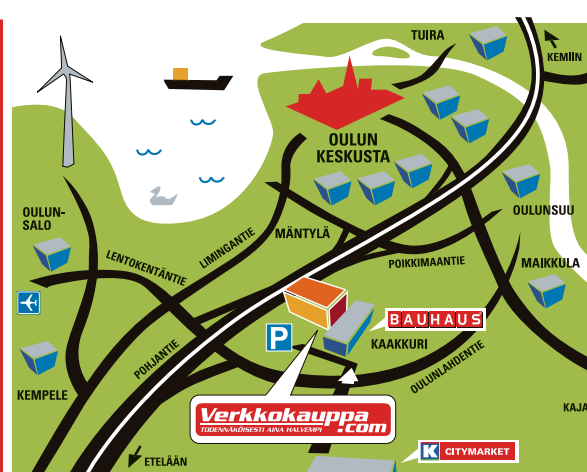 TUIRA
KEMIIN
OULUN
KESKUSTA
OULUN-
SALO
LENTOKENTÄNTIE
LIMINGANTIE
MÄNTYLÄ
OULUNSUU
POIKKIMAANTIE
MAIKKULA
BAUHAUS
P
KAAKKURI
POHJANTIE
OULUNLAHDENTIE
KEMPELE
Verkkokauppa
.com
TODENNÄKÖISESTI AINA HALVEMPI
KAJA
K CITYMARKET
ETELÄÄN